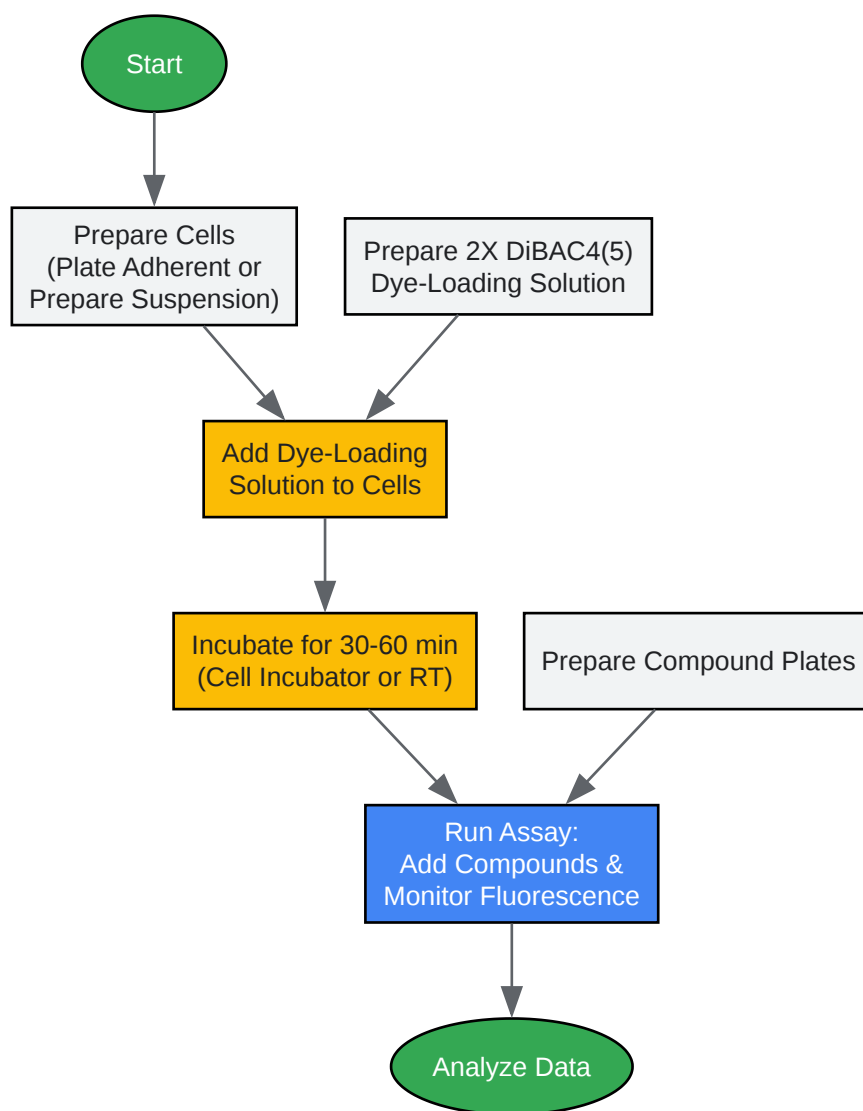 Start
Prepare Cells
(Plate Adherent or
Prepare Suspension)
Prepare 2X DiBAC4(5)
Dye-Loading Solution
Add Dye-Loading
Solution to Cells
Incubate for 30-60 min
(Cell Incubator or RT)
Prepare Compound Plates
Run Assay:
Add Compounds &
Monitor Fluorescence
Analyze Data